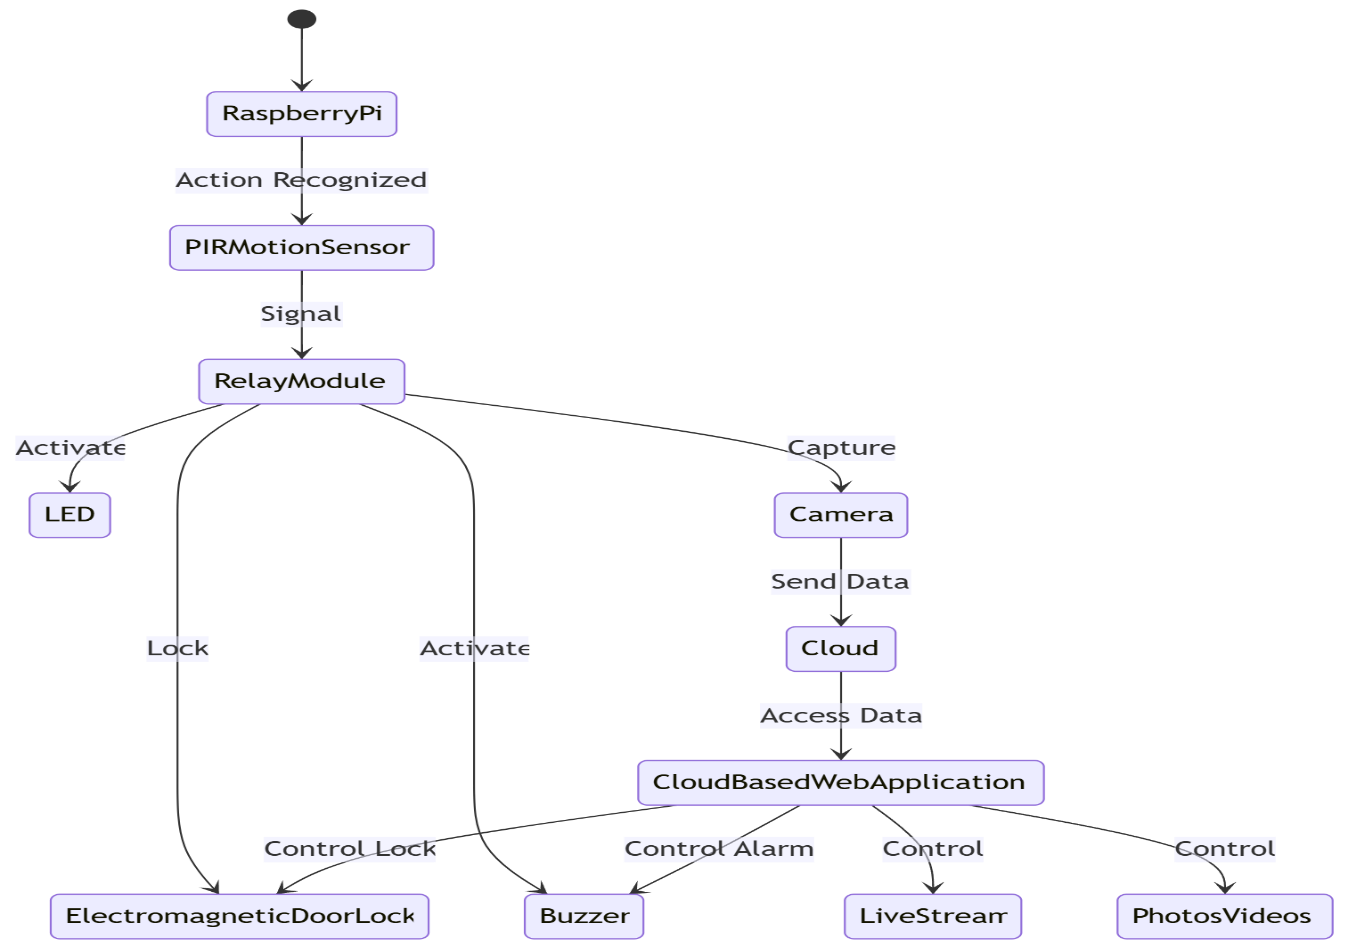 RaspberryPi
Action Recognized
PIRMotionSensor
Signal
RelayModule
Activate
Capture
LED
Camera
Send Data
Lock
Activate
Cloud
Access Data
CloudBasedWebApplication
Control Lock
Control Alarm
Control
Control
ElectromagneticDoorLock
Buzzer
LiveStream
PhotosVideos